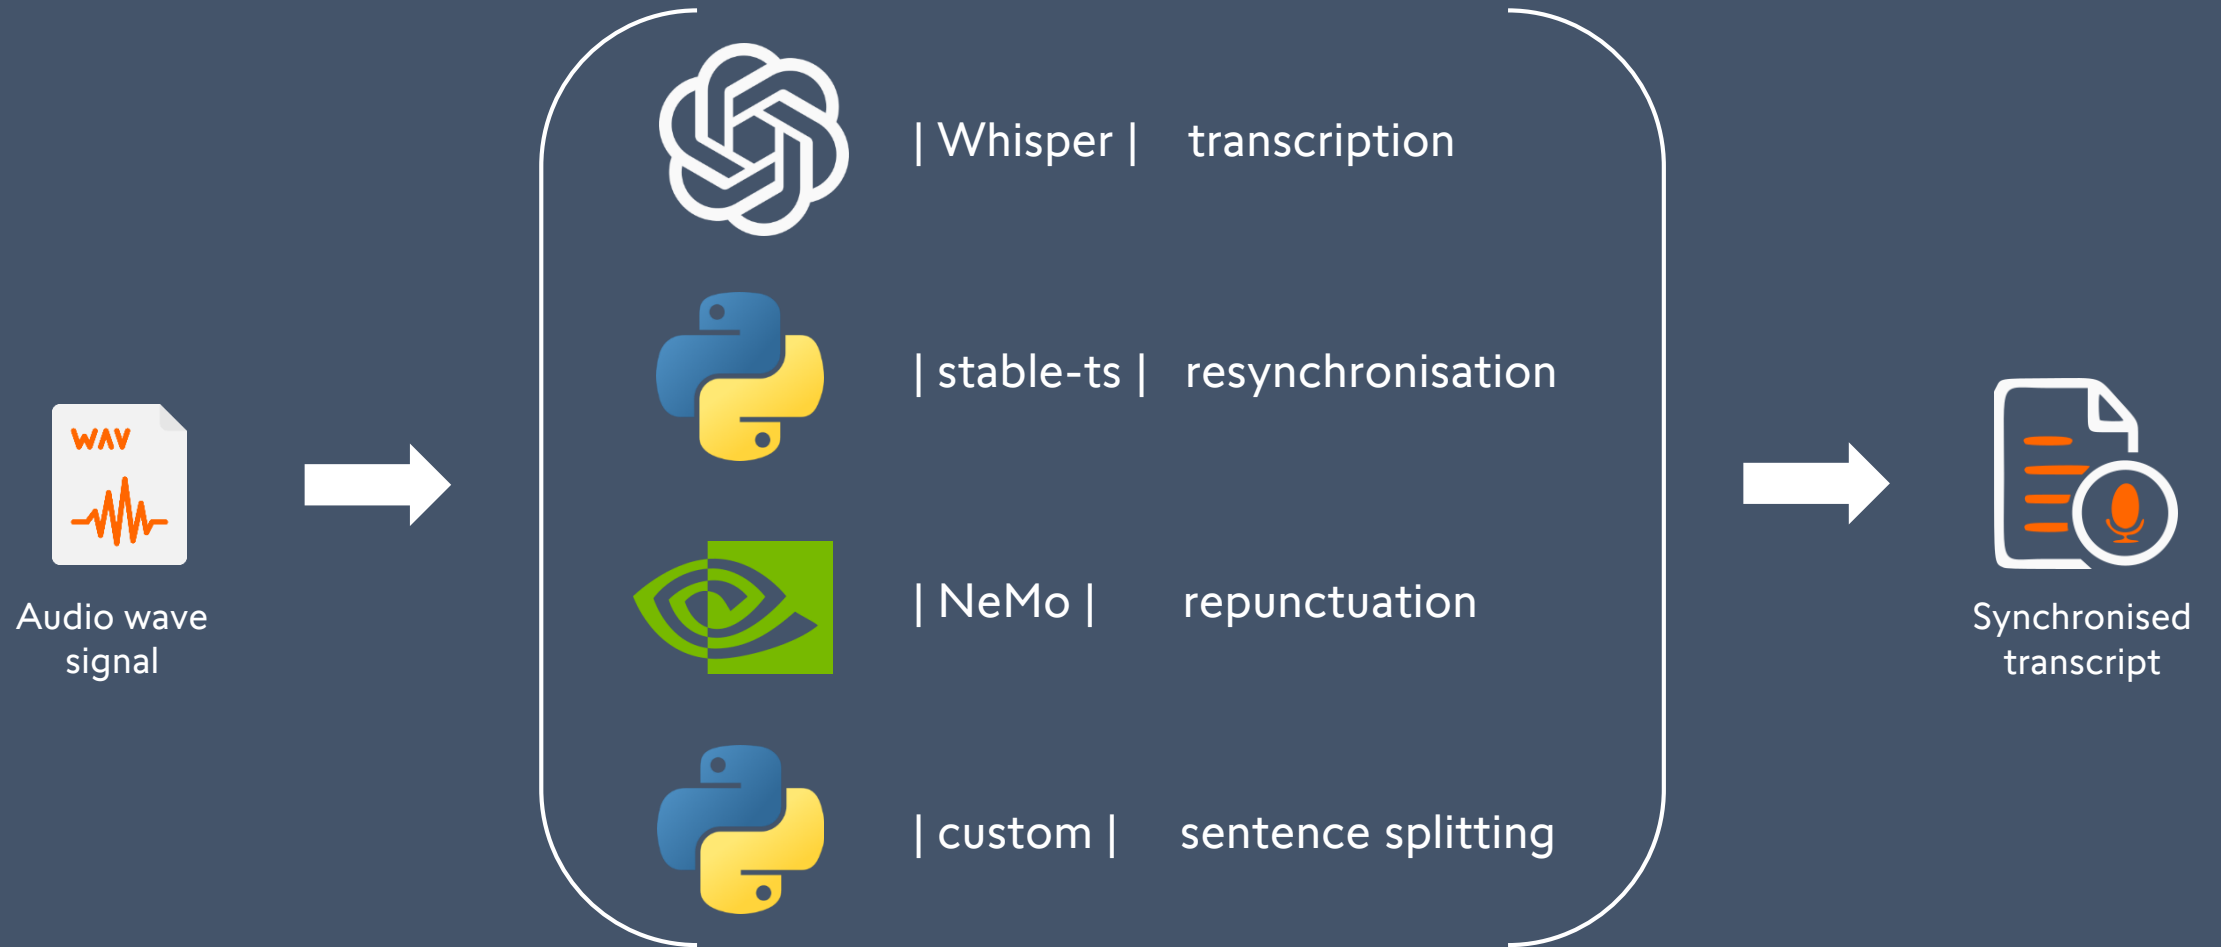 WAV
Audio wave
signal
| Whisper | transcription
| stable-ts | resynchronisation
| NeMo | repunctuation
| custom | sentence splitting
Synchronised
transcript